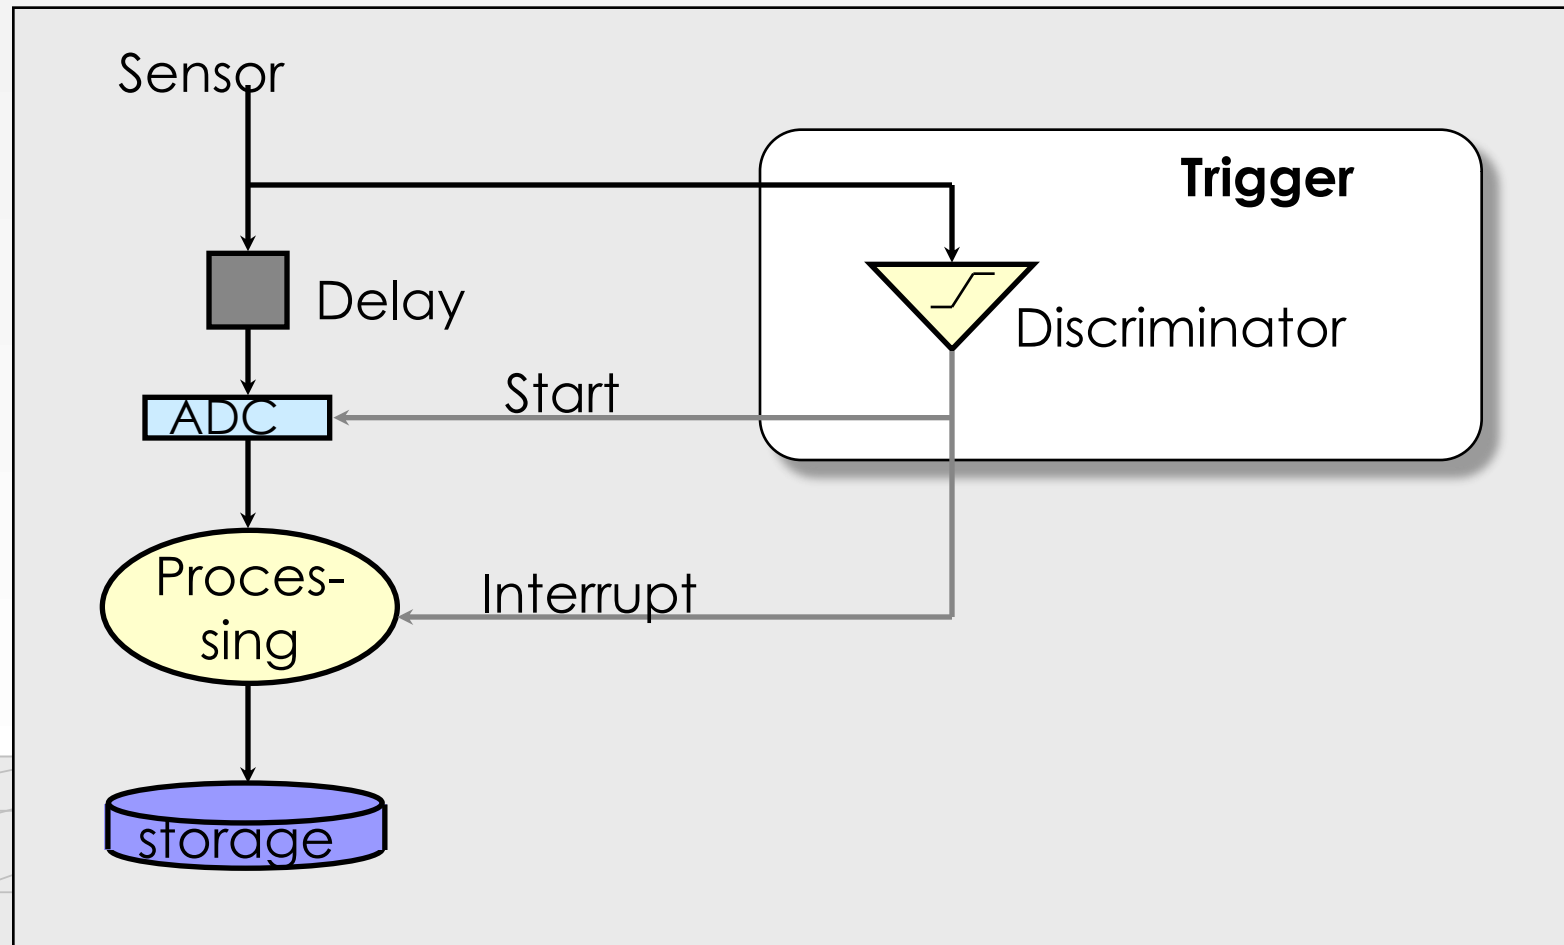 Sensor
Trigger
Delay
Discriminator
Start
ADC
Proces-
sing
Interrupt
storage